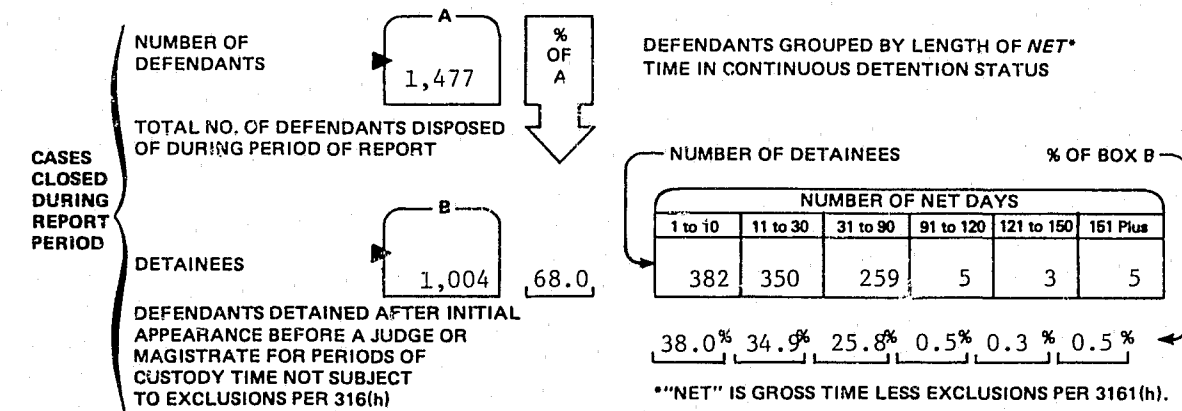 CASES
CLOSED
DURING
REPORT
PERIOD
NUMBER OF
DEFENDANTS
A
1,477
%
OF
A
TOTAL NO. OF DEFENDANTS DISPOSED
OF DURING PERIOD OF REPORT
B
DETAINEES
1,004
68.0
DEFENDANTS DETAINED AFTER INITIAL
APPEARANCE BEFORE A JUDGE OR
MAGISTRATE FOR PERIODS OF
CUSTODY TIME NOT SUBJECT
TO EXCLUSIONS PER 316(h)
DEFENDANTS GROUPED BY LENGTH OF NET*
TIME IN CONTINUOUS DETENTION STATUS
NUMBER OF DETAINEES % OF BOX B
NUMBER OF NET DAYS
1 to 10 11 to 30 31 to 90 91 to 120 121 to 150 151 Plus
382 350 259 5 3 5
38.0% 34.9% 25.8% 0.5% 0.3 % 0.5 %
*"NET" IS GROSS TIME LESS EXCLUSIONS PER 3161(h).